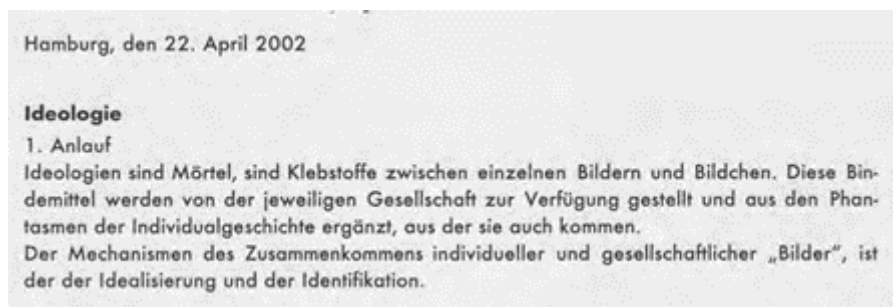 Hamburg, den 22. April 2002
Ideologie
1. Anlauf
Ideologien sind Mörtel, sind Klebstoffe zwischen einzelnen Bildern und Bildchen. Diese Bin-
demittel werden von der jeweiligen Gesellschaft zur Verfügung gestellt und aus den Phan-
tasmen der Individualgeschichte ergänzt, aus der sie auch kommen.
Der Mechanismen des Zusammenkommens individueller und gesellschaftlicher „Bilder“, ist
der der Idealisierung und der Identifikation.